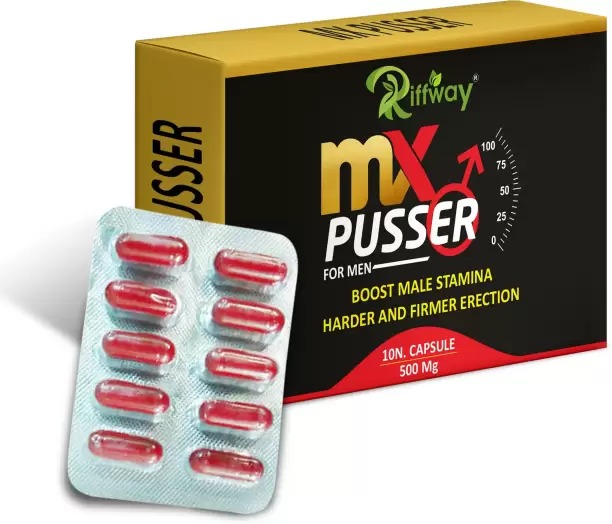 MX PUSSER
PUSSER
Riffway®
mx
PUSSER
FOR MEN
100
75
50
25
0
BOOST MALE STAMINA
HARDER AND FIRMER ERECTION
10N. CAPSULE
500 Mg